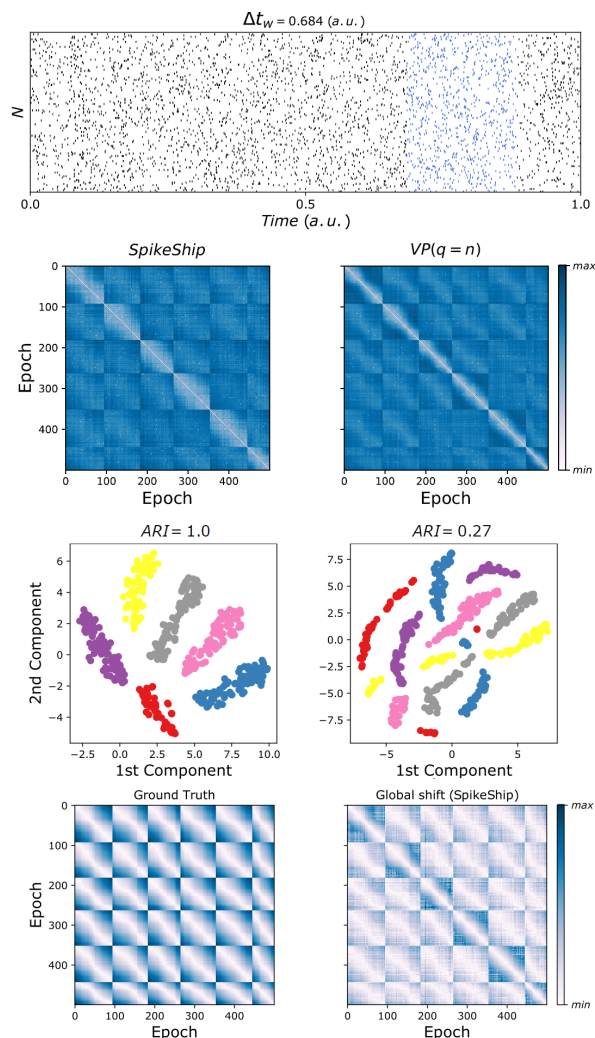 Δt_w = 0.684 (a.u.)
N
0.0 0.5 1.0
Time (a.u.)
SpikeShip VP(q = n)
0
100
200
300
400
Epoch
0 100 200 300 400
Epoch
0 100 200 300 400
Epoch
max
min
ARI = 1.0 ARI = 0.27
6
4
2
0
−2
−4
2nd Component
−2.5 0.0 2.5 5.0 7.5 10.0
1st Component
7.5
5.0
2.5
0.0
−2.5
−5.0
−7.5
−5 0 5
1st Component
Ground Truth Global shift (SpikeShip)
0
100
200
300
400
Epoch
0 100 200 300 400
Epoch
0 100 200 300 400
Epoch
max
min